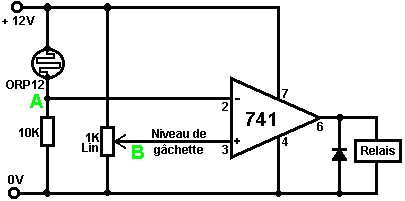 + 12V
ORP12
A
10K
1K
Lin
B
Niveau de
gâchette
2
-
3
+
741
7
6
4
Relais
0V